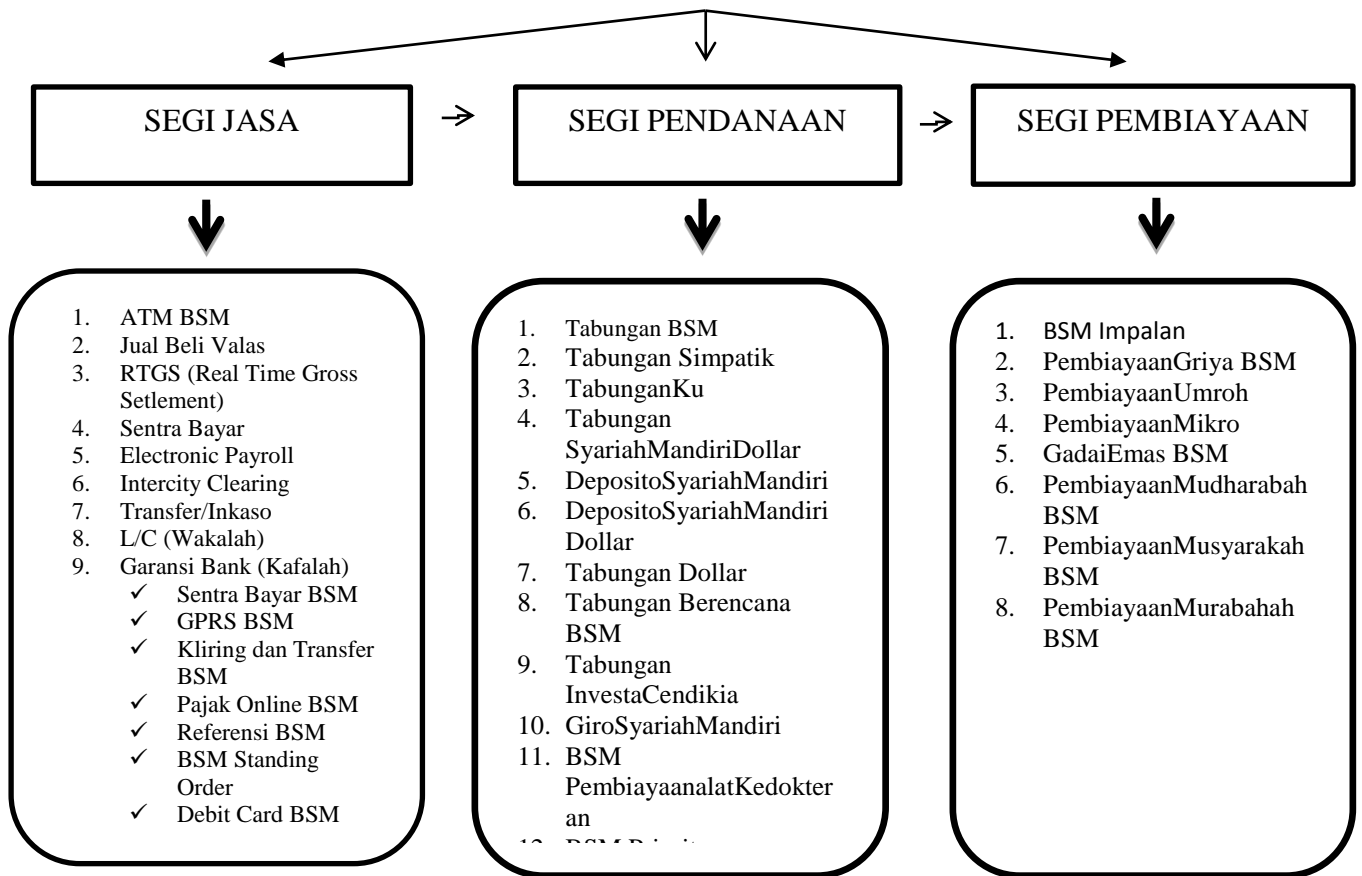 SEGI JASA
SEGI PENDANAAN
SEGI PEMBIAYAAN
1. ATM BSM
2. Jual Beli Valas
3. RTGS (Real Time Gross
Setlement)
4. Sentra Bayar
5. Electronic Payroll
6. Intercity Clearing
7. Transfer/Inkaso
8. L/C (Wakalah)
9. Garansi Bank (Kafalah)
✓ Sentra Bayar BSM
✓ GPRS BSM
✓ Kliring dan Transfer
BSM
✓ Pajak Online BSM
✓ Referensi BSM
✓ BSM Standing
Order
✓ Debit Card BSM
1. Tabungan BSM
2. Tabungan Simpatik
3. TabunganKu
4. Tabungan
SyariahMandiriDollar
5. DepositoSyariahMandiri
6. DepositoSyariahMandiri
Dollar
7. Tabungan Dollar
8. Tabungan Berencana
BSM
9. Tabungan
InvestaCendikia
10. GiroSyariahMandiri
11. BSM
PembiayaanalatKedokter
an
1. BSM Impalan
2. PembiayaanGriya BSM
3. PembiayaanUmroh
4. PembiayaanMikro
5. GadaiEmas BSM
6. PembiayaanMudharabah
BSM
7. PembiayaanMusyarakah
BSM
8. PembiayaanMurabahah
BSM